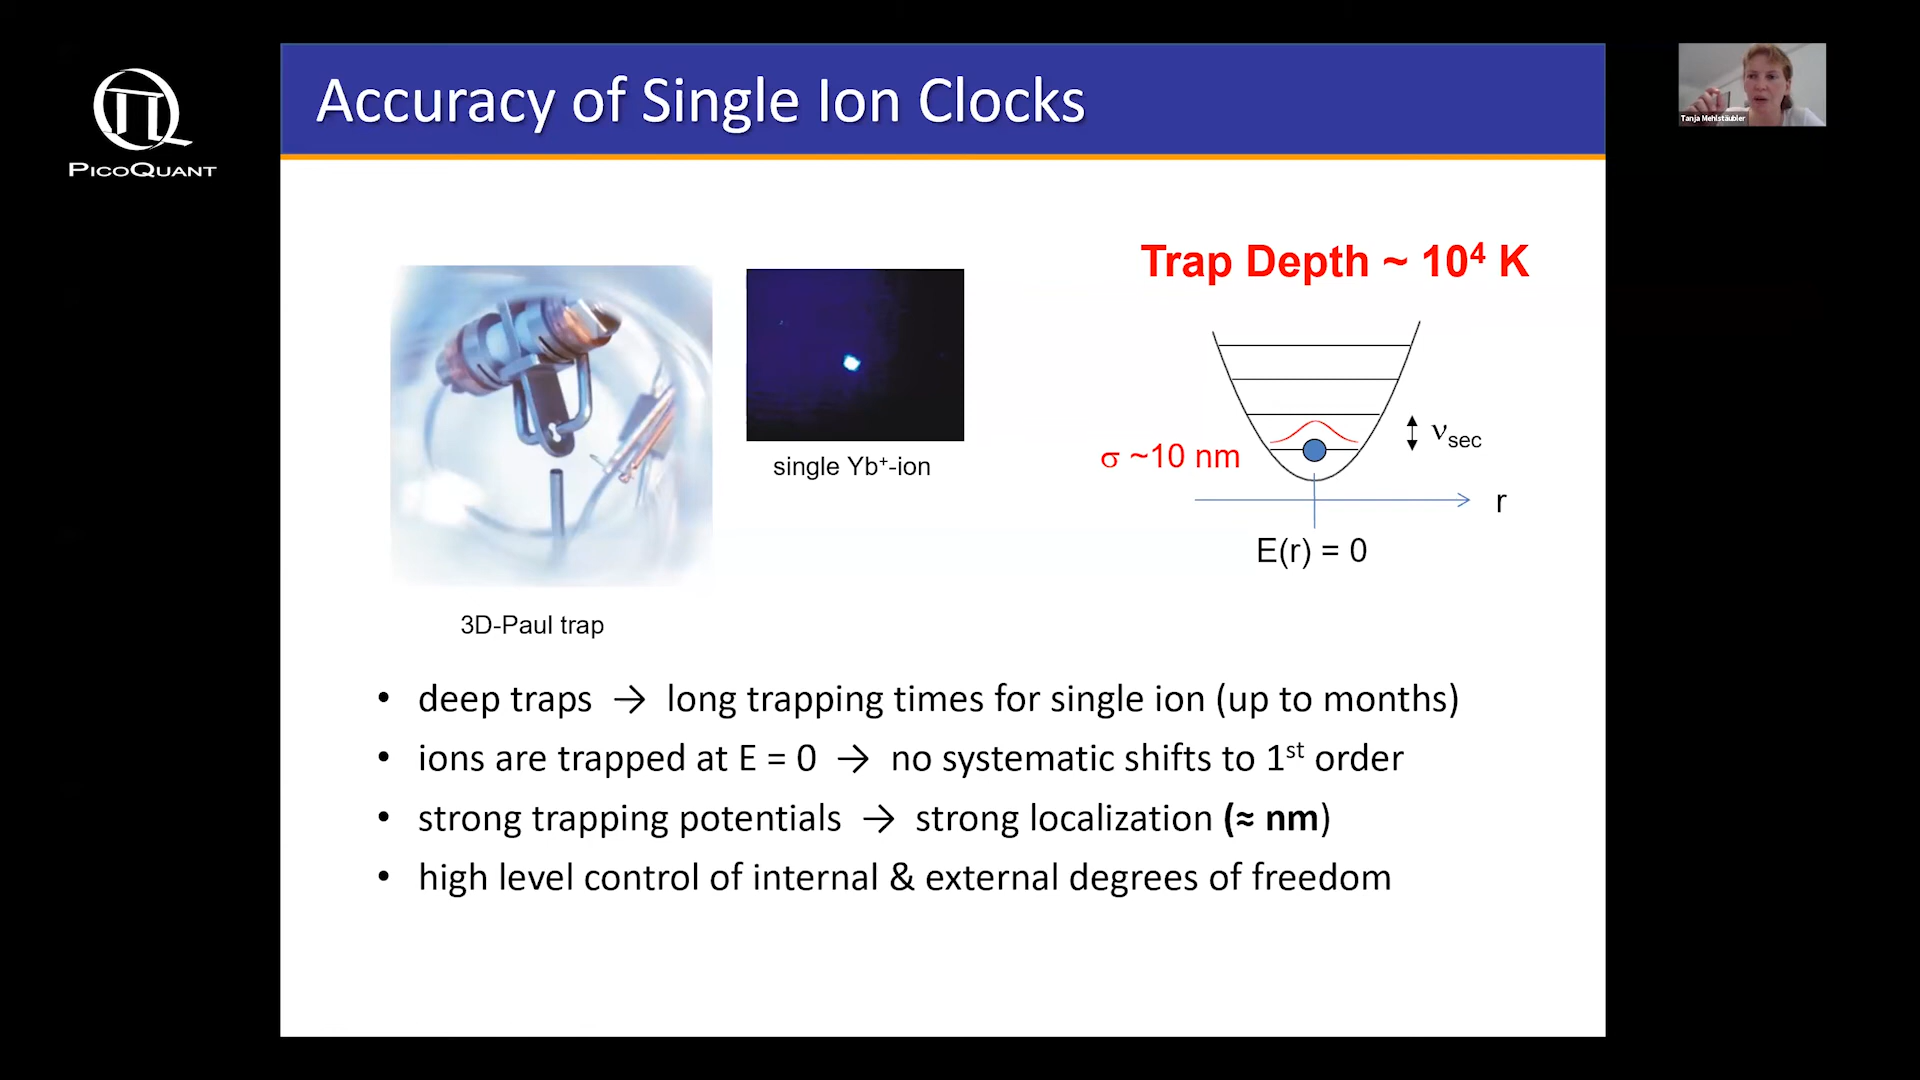 Accuracy of Single Ion Clocks
PICOQUANT
Tanja Mehlstäubler
Trap Depth ~ 10⁴ K
single Yb⁺-ion
σ ~10 nm
νsec
r
E(r) = 0
3D-Paul trap
• deep traps → long trapping times for single ion (up to months)
• ions are trapped at E = 0 → no systematic shifts to 1st order
• strong trapping potentials → strong localization (≈ nm)
• high level control of internal & external degrees of freedom